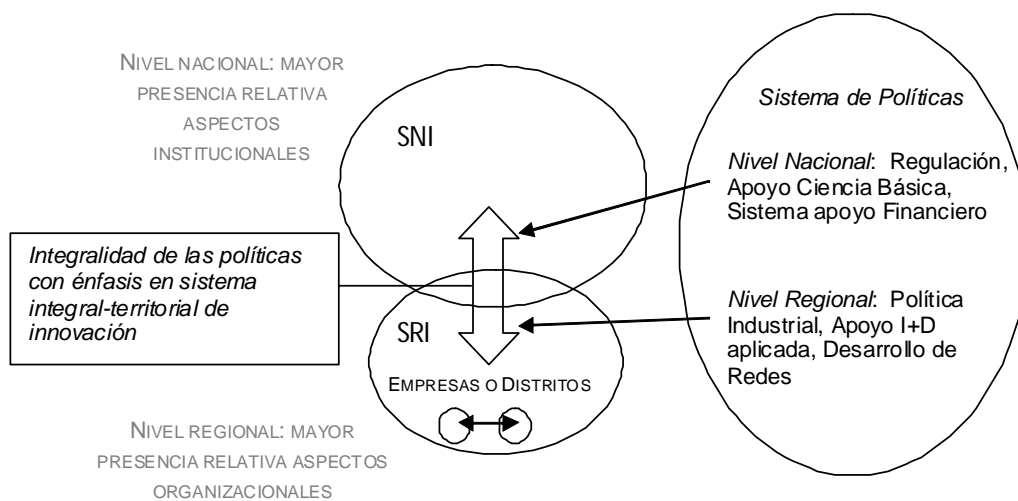 NIVEL NACIONAL: MAYOR
PRESENCIA RELATIVA
ASPECTOS
INSTITUCIONALES
SNI
Sistema de Políticas
Nivel Nacional: Regulación,
Apoyo Ciencia Básica,
Sistema apoyo Financiero
Integralidad de las políticas
con énfasis en sistema
integral-territorial de
innovación
Nivel Regional: Política
Industrial, Apoyo I+D
aplicada, Desarrollo de
Redes
SRI
EMPRESAS O DISTRITOS
NIVEL REGIONAL: MAYOR
PRESENCIA RELATIVA ASPECTOS
ORGANIZACIONALES